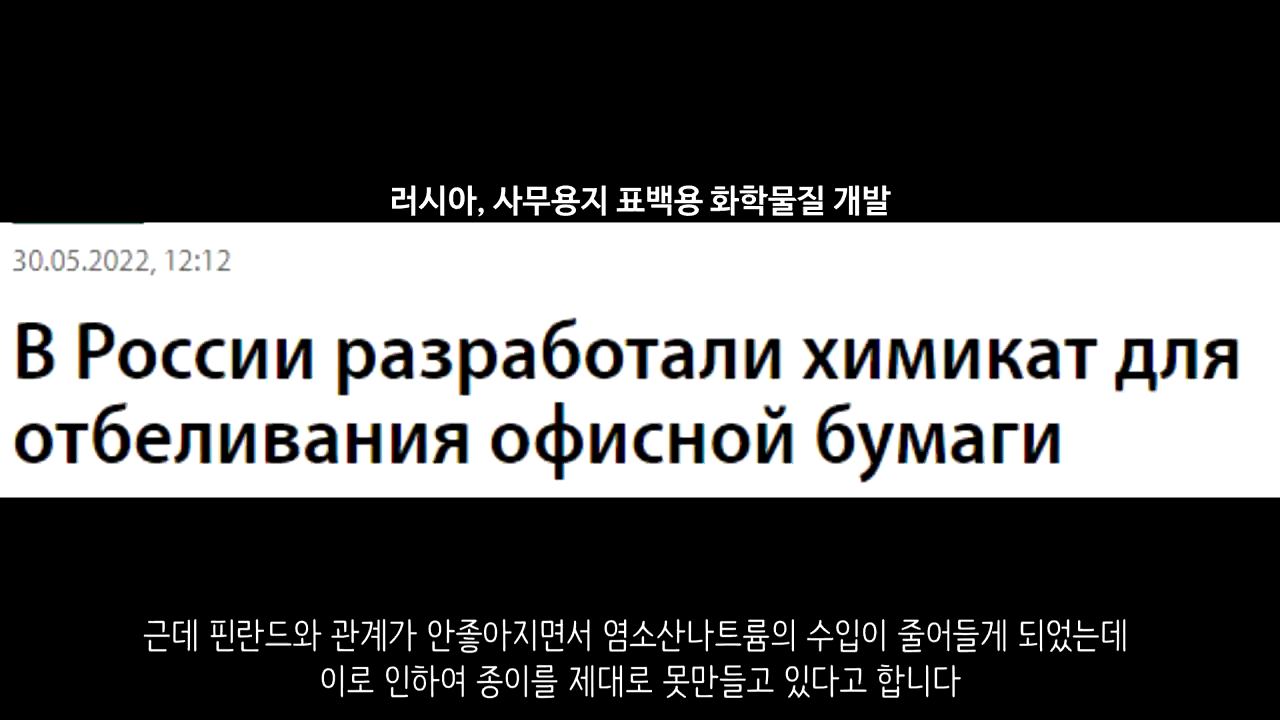 러시아, 사무용지 표백용 화학물질 개발
30.05.2022, 12:12
В России разработали химикат для
отбеливания офисной бумаги
근데 핀란드와 관계가 안좋아지면서 염소산나트륨의 수입이 줄어들게 되었는데
이로 인하여 종이를 제대로 못만들고 있다고 합니다